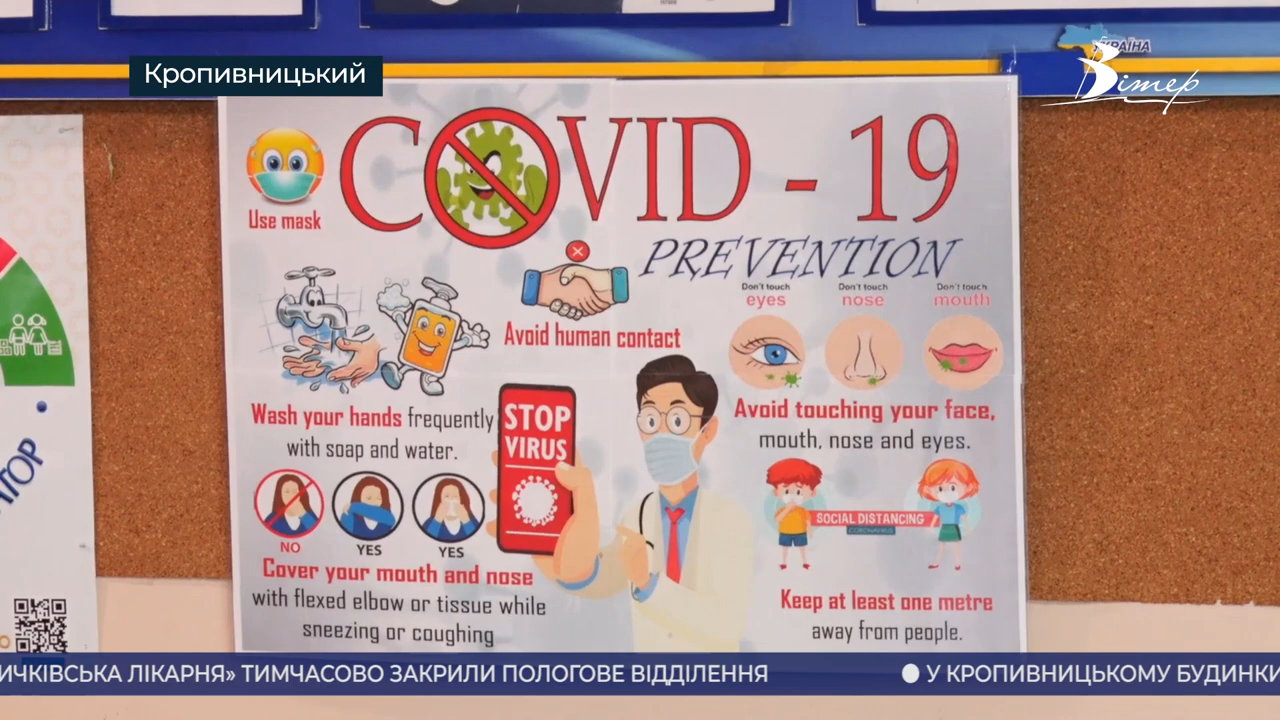 Кропивницький
УКРАЇНА
Вітер
COVID - 19
PREVENTION
Use mask
Avoid human contact
Don't touch
eyes
Don't touch
nose
Don't touch
mouth
Wash your hands frequently
with soap and water.
STOP
VIRUS
Avoid touching your face,
mouth, nose and eyes.
NO
YES
YES
SOCIAL DISTANCING
CORONAVIRUS
Cover your mouth and nose
with flexed elbow or tissue while
sneezing or coughing
Keep at least one metre
away from people.
ИЧКІВСЬКА ЛІКАРНЯ» ТИМЧАСОВО ЗАКРИЛИ ПОЛОГОВЕ ВІДДІЛЕННЯ
● У КРОПИВНИЦЬКОМУ БУДИНКИ